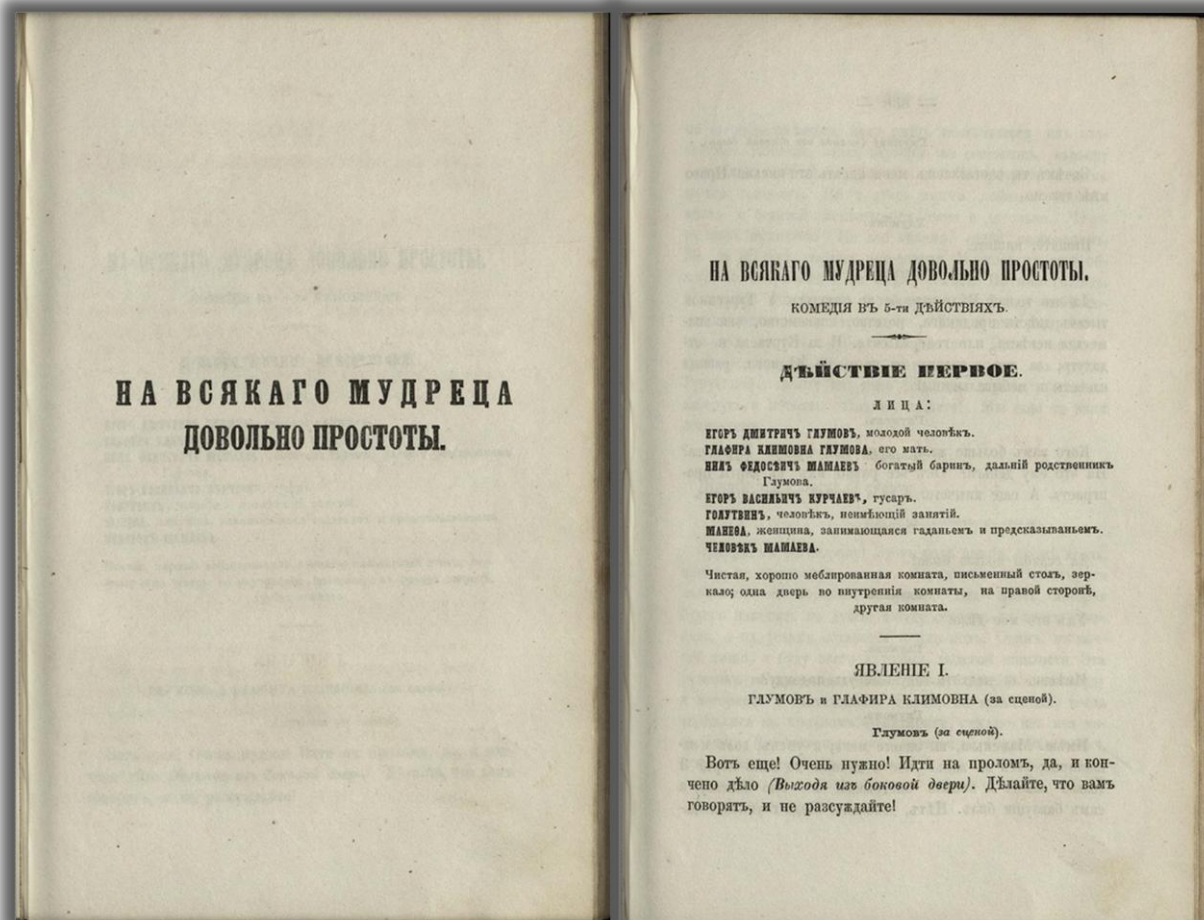 НА ВСЯКАГО МУДРЕЦА
ДОВОЛЬНО ПРОСТОТЫ.
НА ВСЯКАГО МУДРЕЦА ДОВОЛЬНО ПРОСТОТЫ.
КОМЕДІЯ ВЪ 5-ти ДѢЙСТВІЯХЪ.
ДѢЙСТВІЕ ПЕРВОЕ.
ЛИЦА:
ЕГОРЪ ДМИТРИЧЪ ГЛУМОВЪ, молодой человѣкъ.
ГЛАФИРА КЛИМОВНА ГЛУМОВА, его мать.
НИЛЪ ФЕДОСѢИЧЪ МАМАЕВЪ богатый баринъ, дальній родственникъ
Глумова.
ЕГОРЪ ВАСИЛЬИЧЪ КУРЧАЕВЪ, гусаръ.
ГОЛУТВИНЪ, человѣкъ, неимѣющій занятій.
МАНЕФА, женщина, занимающаяся гаданьемъ и предсказываньемъ.
ЧЕЛОВѢКЪ МАМАЕВА.
Чистая, хорошо меблированная комната, письменный столъ, зер-
кало; одна дверь во внутреннія комнаты, на правой сторонѣ,
другая комната.
ЯВЛЕНІЕ I.
ГЛУМОВЪ и ГЛАФИРА КЛИМОВНА (за сценой).
Глумовъ (за сценой).
Вотъ еще! Очень нужно! Идти на проломъ, да, и кон-
чено дѣло (Выходя изъ боковой двери). Дѣлайте, что вамъ
говорятъ, и не разсуждайте!